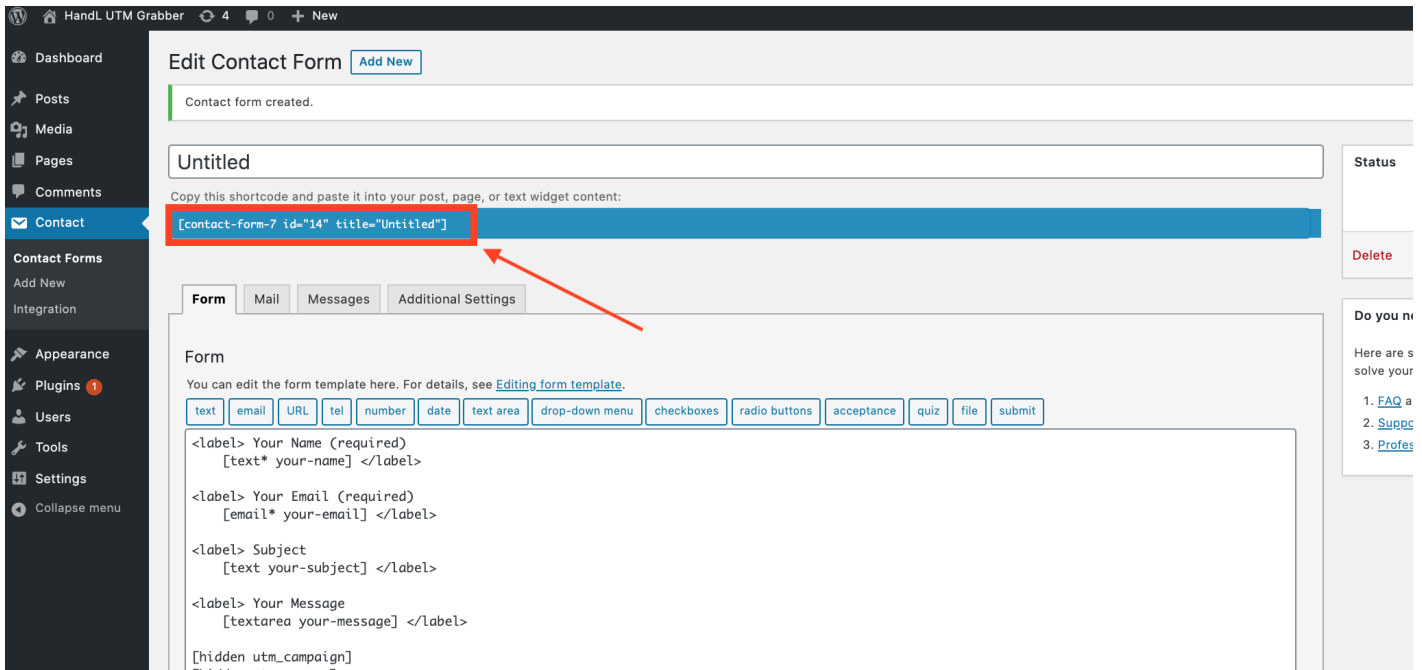 HandL UTM Grabber 4 0 + New
Dashboard
Posts
Media
Pages
Comments
Contact
Contact Forms
Add New
Integration
Appearance
Plugins 1
Users
Tools
Settings
Collapse menu
Edit Contact Form Add New
Contact form created.
Untitled
Copy this shortcode and paste it into your post, page, or text widget content:
[contact-form-7 id="14" title="Untitled"]
Form Mail Messages Additional Settings
Form
You can edit the form template here. For details, see Editing form template.
text email URL tel number date text area drop-down menu checkboxes radio buttons acceptance quiz file submit
<label> Your Name (required)
[text* your-name] </label>
<label> Your Email (required)
[email* your-email] </label>
<label> Subject
[text your-subject] </label>
<label> Your Message
[textarea your-message] </label>
[hidden utm_campaign]
Status
Delete
Do you
Here are
solve your
1. FAQ
2.
3.